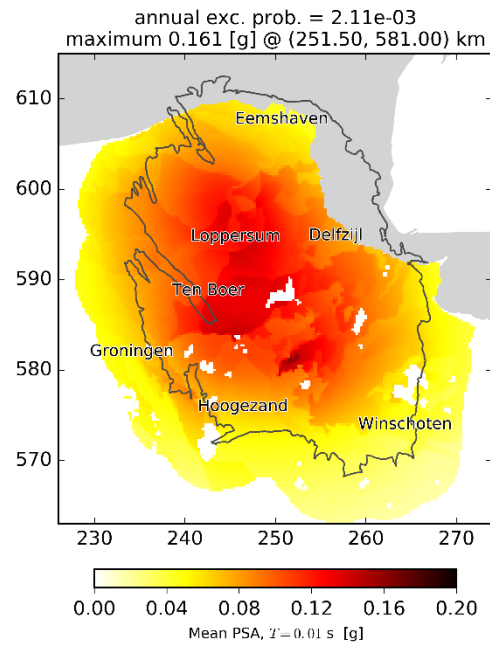 annual exc. prob. = 2.11e-03
maximum 0.161 [g] @ (251.50, 581.00) km
610
Eemshaven
600
Loppersum Delfzijl
590
Ten Boer
Groningen
580
Hoogezand
Winschoten
570
230 240 250 260 270
0.00 0.04 0.08 0.12 0.16 0.20
Mean PSA, T=0.01 s [g]